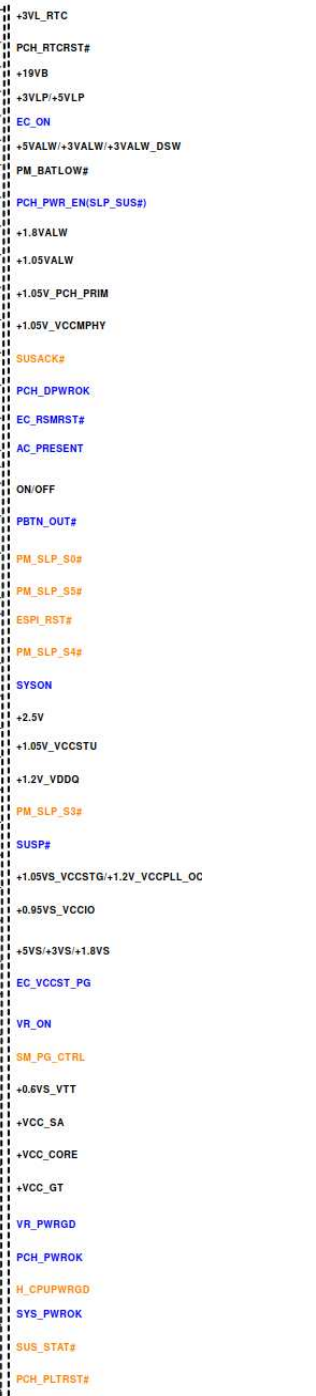 +3VL_RTC
PCH_RTCRST#
+19VB
+3VLP/+5VLP
EC_ON
+5VALW/+3VALW/+3VALW_DSW
PM_BATLOW#
PCH_PWR_EN(SLP_SUS#)
+1.8VALW
+1.05VALW
+1.05V_PCH_PRIM
+1.05V_VCCMPHY
SUSACK#
PCH_DPWROK
EC_RSMRST#
AC_PRESENT
ON/OFF
PBTN_OUT#
PM_SLP_S0#
PM_SLP_S5#
ESPI_RST#
PM_SLP_S4#
SYSON
+2.5V
+1.05V_VCCSTU
+1.2V_VDDQ
PM_SLP_S3#
SUSP#
+1.05VS_VCCSTG/+1.2V_VCCPLL_OC
+0.95VS_VCCIO
+5VS/+3VS/+1.8VS
EC_VCCST_PG
VR_ON
SM_PG_CTRL
+0.6VS_VTT
+VCC_SA
+VCC_CORE
+VCC_GT
VR_PWRGD
PCH_PWROK
H_CPUPWRGD
SYS_PWROK
SUS_STAT#
PCH_PLTRST#